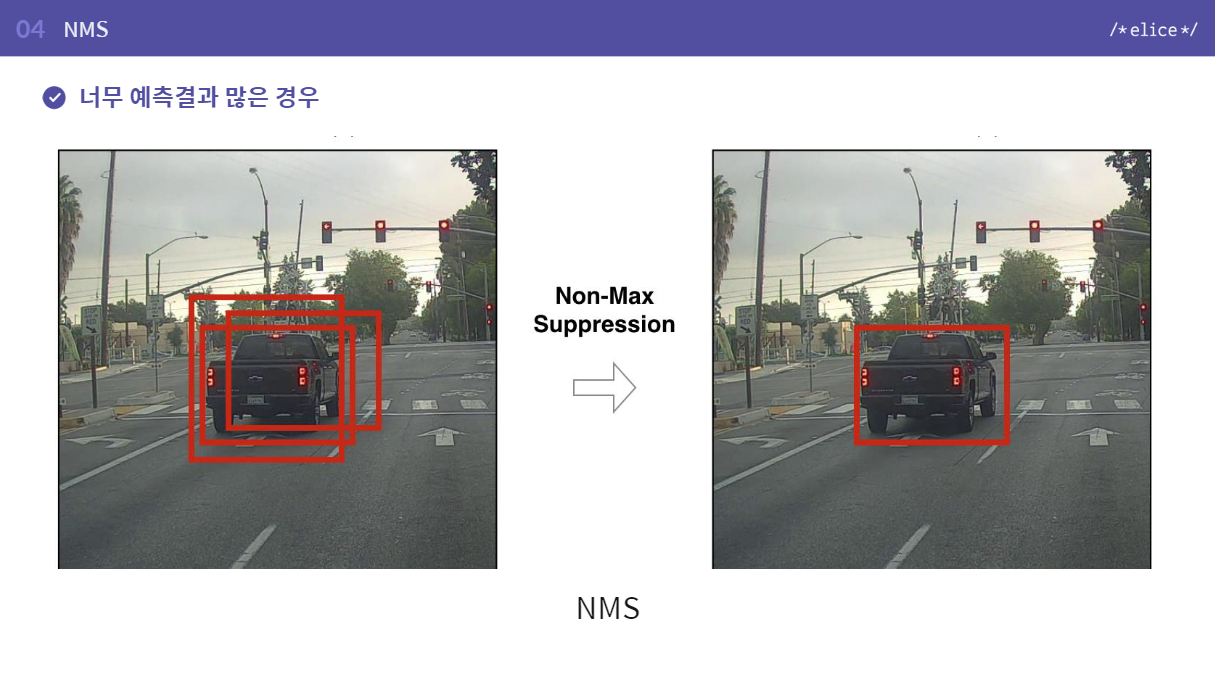 04 NMS
/*elice*/
너무 예측결과 많은 경우
Non-Max
Suppression
NMS